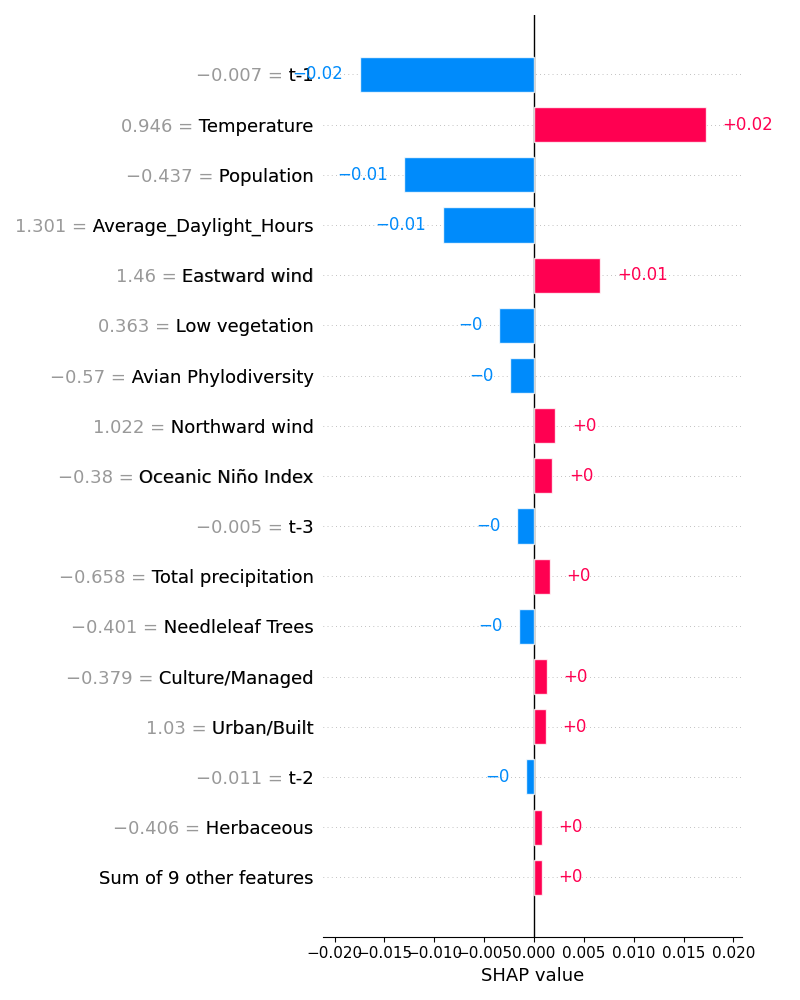 −0.007 = t-1 −0.02
0.946 = Temperature +0.02
−0.437 = Population −0.01
1.301 = Average_Daylight_Hours −0.01
1.46 = Eastward wind +0.01
0.363 = Low vegetation −0
−0.57 = Avian Phylodiversity −0
1.022 = Northward wind +0
−0.38 = Oceanic Niño Index +0
−0.005 = t-3 −0
−0.658 = Total precipitation +0
−0.401 = Needleleaf Trees −0
−0.379 = Culture/Managed +0
1.03 = Urban/Built +0
−0.011 = t-2 −0
−0.406 = Herbaceous +0
Sum of 9 other features +0
−0.020 −0.015 −0.010 −0.005 0.000 0.005 0.010 0.015 0.020
SHAP value